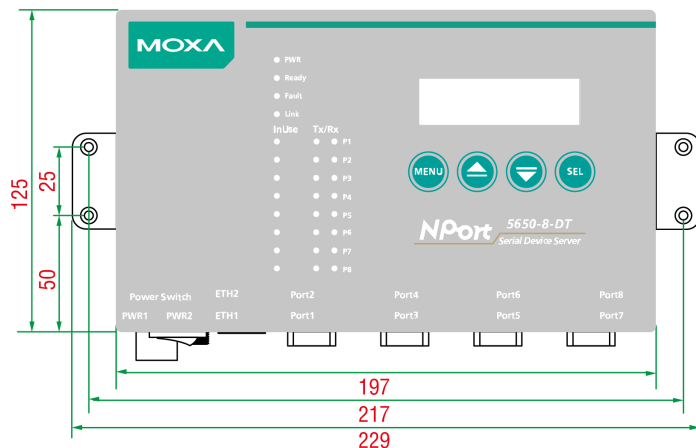 MOXA
PWR
Ready
Fault
Link
InUse Tx/Rx
P1
P2
P3
P4
P5
P6
P7
P8
MENU
SEL
NPort 5650-8-DT
Serial Device Server
125
25
50
Power Switch ETH2 Port2 Port4 Port6 Port8
PWR1 PWR2 ETH1 Port1 Port3 Port5 Port7
197
217
229